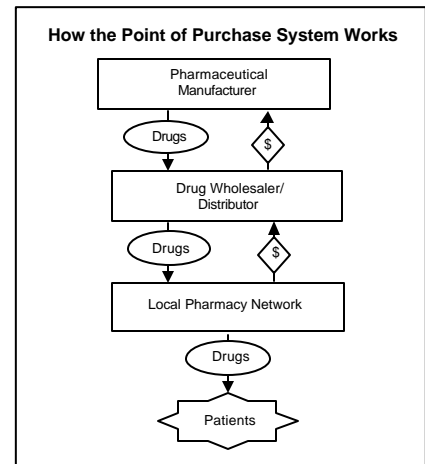 How the Point of Purchase System Works
Pharmaceutical
Manufacturer
Drugs
$
Drug Wholesaler/
Distributor
Drugs
$
Local Pharmacy Network
Drugs
Patients